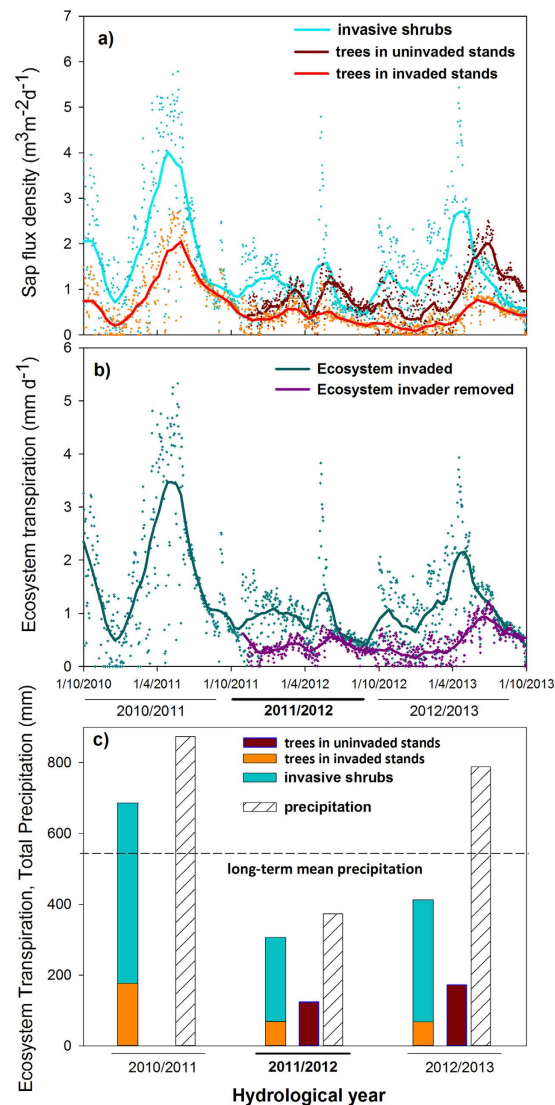 a)
invasive shrubs
trees in uninvaded stands
trees in invaded stands
Sap flux density (m³m⁻²d⁻¹)
7
6
5
4
3
2
1
0
b)
Ecosystem invaded
Ecosystem invader removed
Ecosystem transpiration (mm d⁻¹)
6
5
4
3
2
1
0
1/10/2010 1/4/2011 1/10/2011 1/4/2012 1/10/2012 1/4/2013 1/10/2013
2010/2011 2011/2012 2012/2013
c)
trees in uninvaded stands
trees in invaded stands
invasive shrubs
precipitation
long-term mean precipitation
Ecosystem Transpiration, Total Precipitation (mm)
800
600
400
200
0
2010/2011 2011/2012 2012/2013
Hydrological year